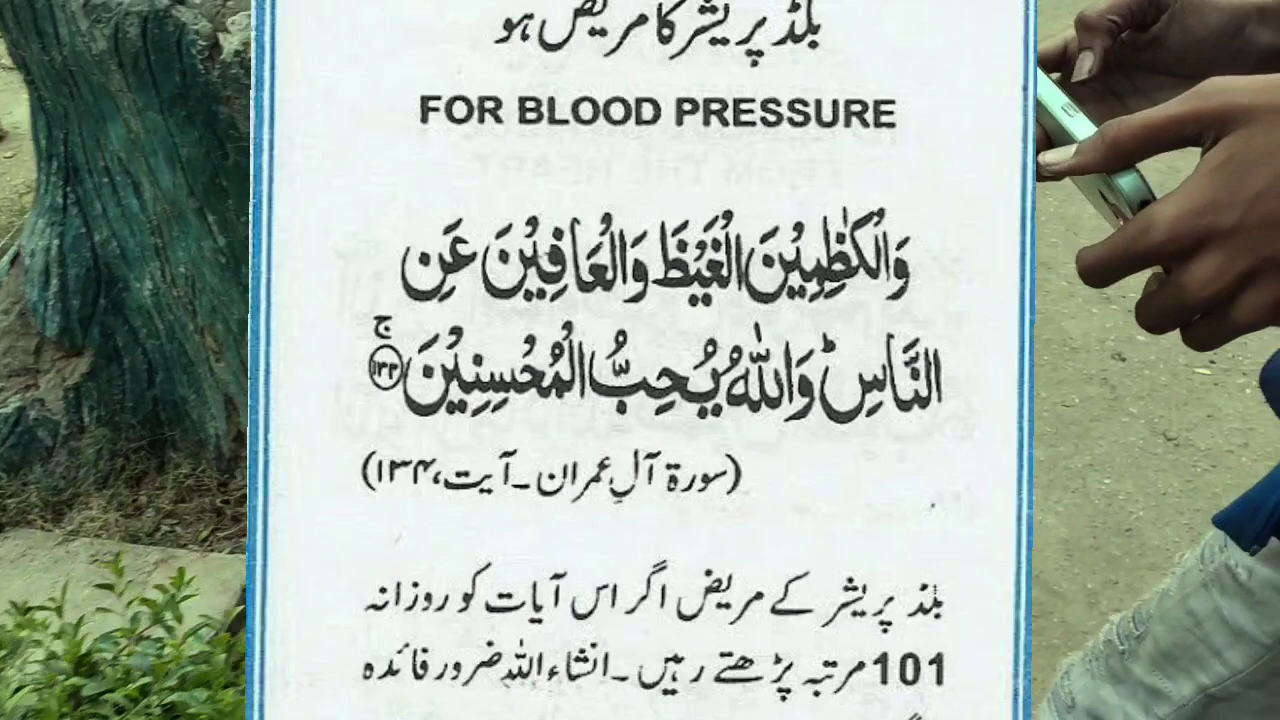 بلڈ پریشر کا مریض ہو
FOR BLOOD PRESSURE
وَالْكٰظِمِيْنَ الْغَيْظَ وَالْعَافِيْنَ عَنِ
النَّاسِ ؕ وَاللّٰهُ يُحِبُّ الْمُحْسِنِيْنَ ۚ ﴿۱۳۴﴾
(سورۃ آلِ عمران ۔ آیت، ۱۳۴)
بلڈ پریشر کے مریض اگر اس آیات کو روزانہ
101 مرتبہ پڑھتے رہیں ۔ انشاء اللہ ضرور فائدہ